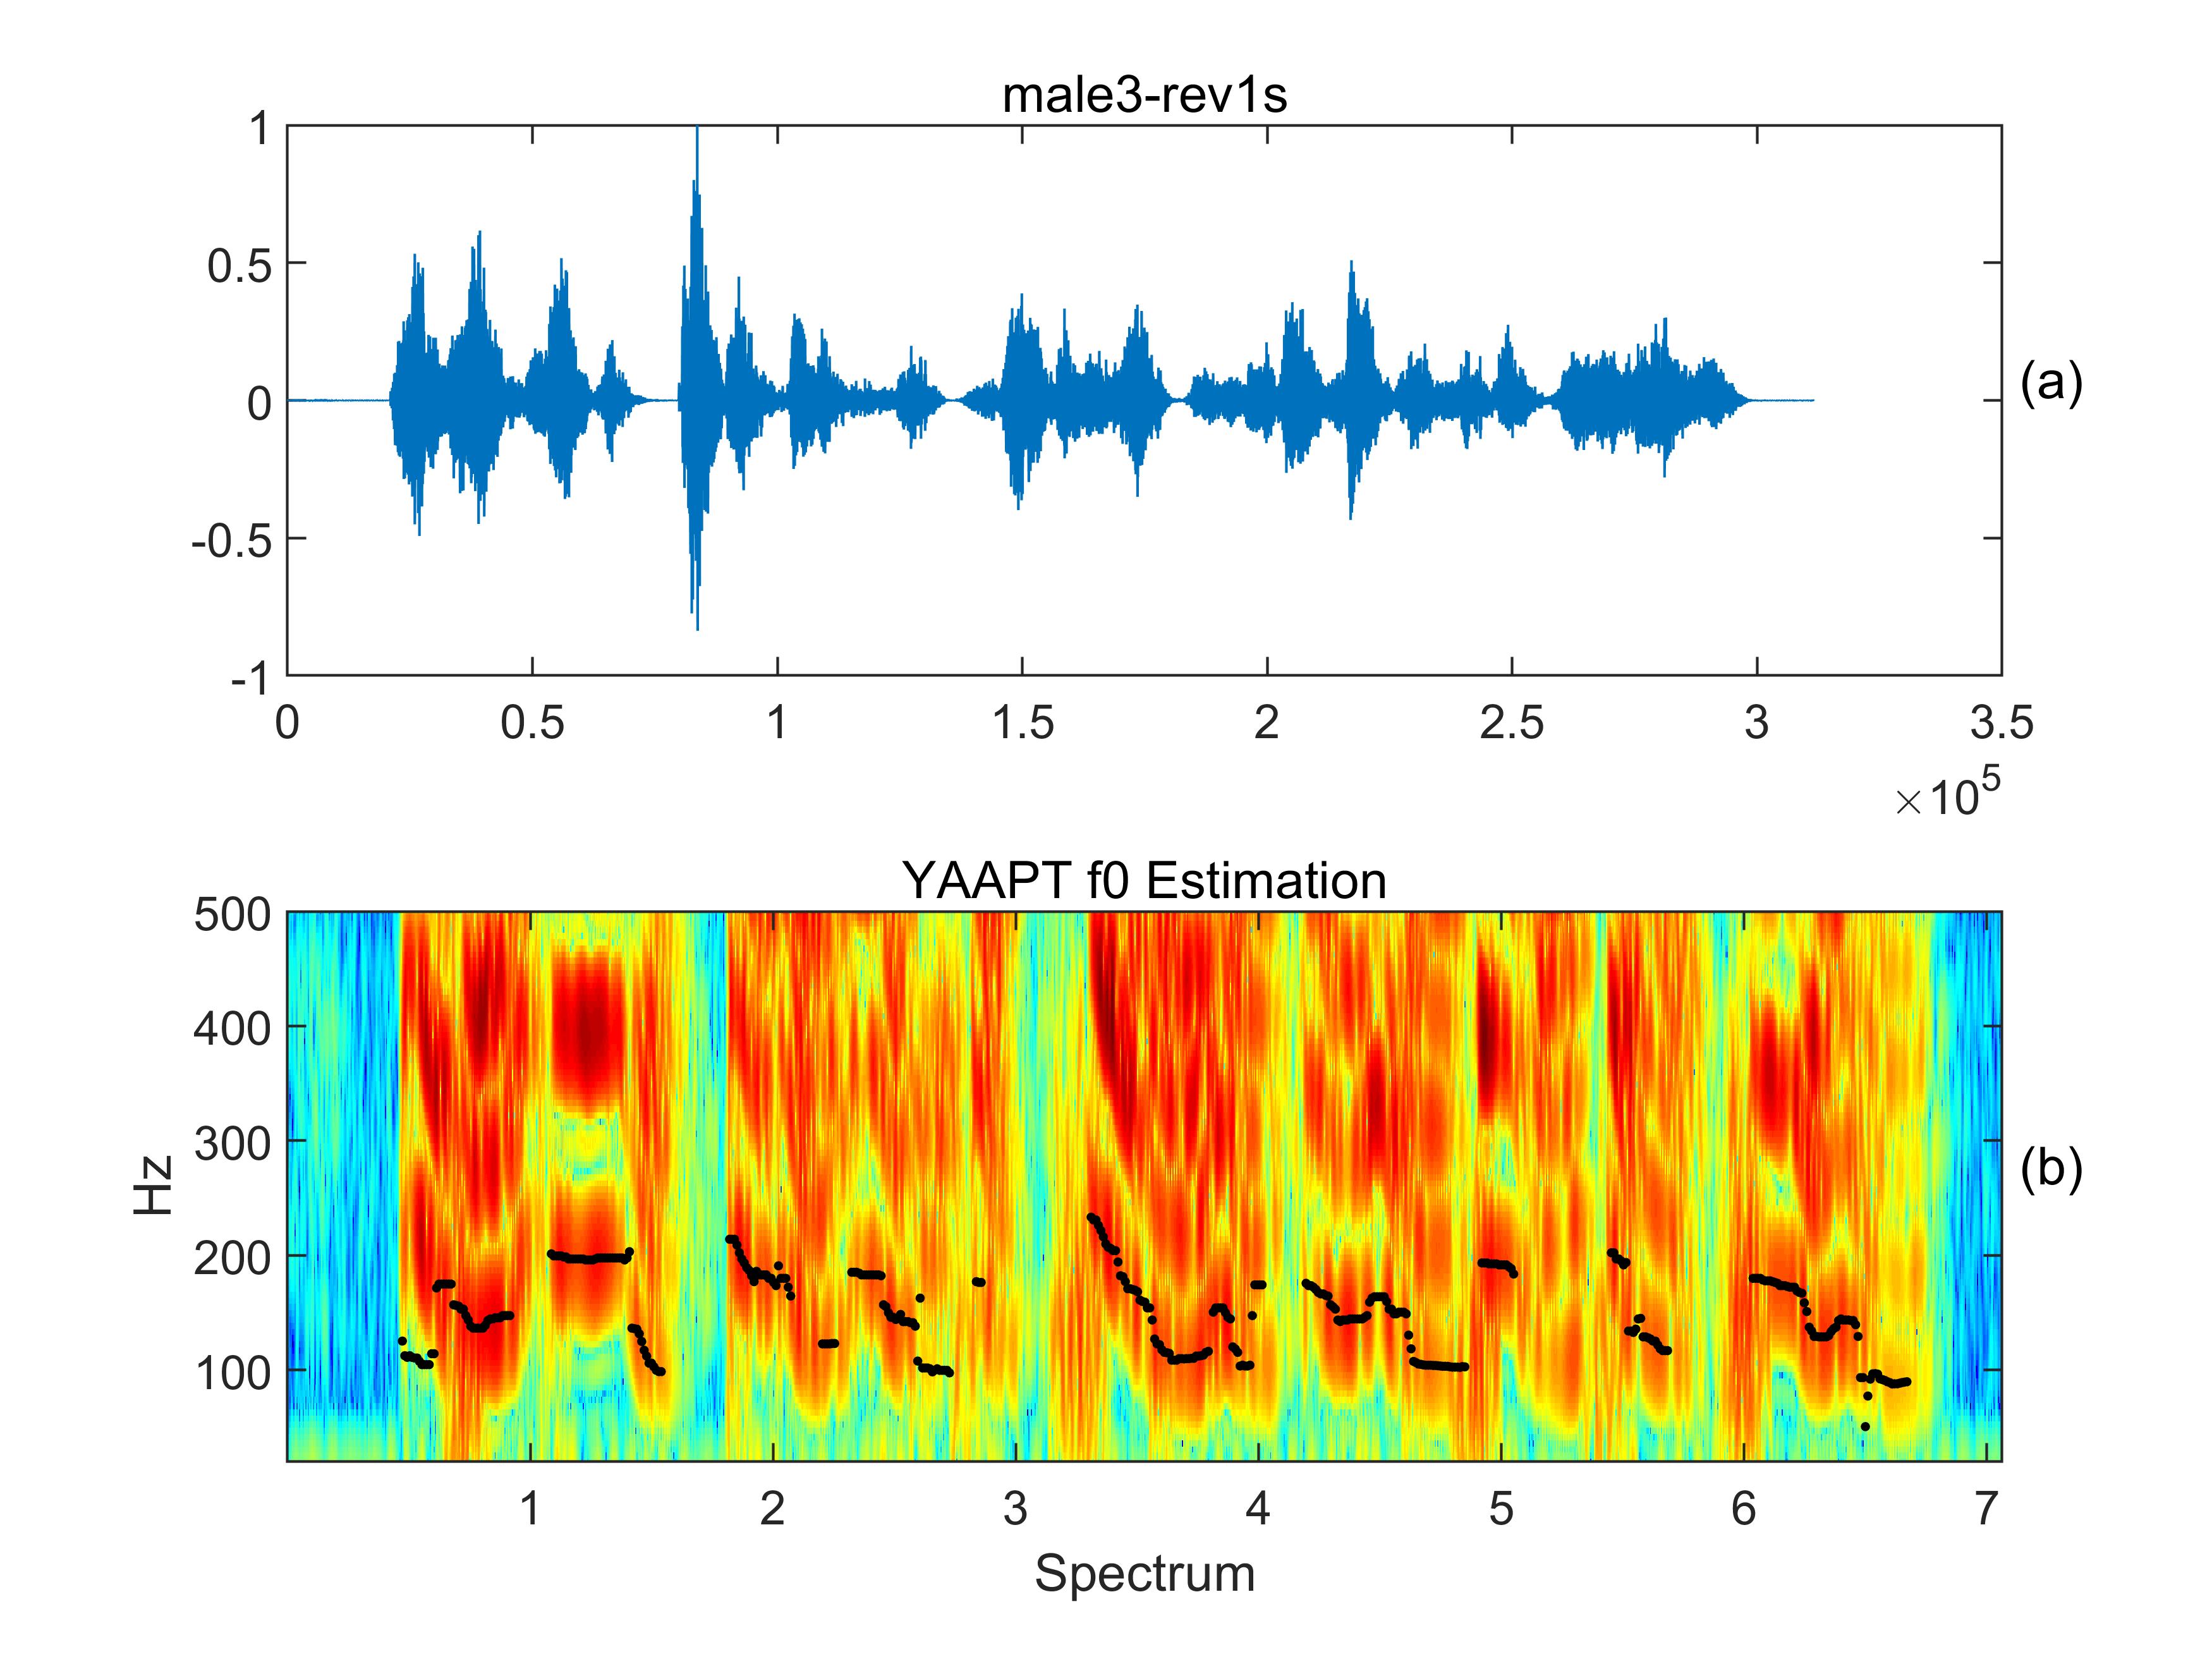 male3-rev1s
1
0.5
0
-0.5
-1
0 0.5 1 1.5 2 2.5 3 3.5
×10^5
(a)
YAAPT f0 Estimation
500
400
300
200
100
Hz
(b)
1 2 3 4 5 6 7
Spectrum